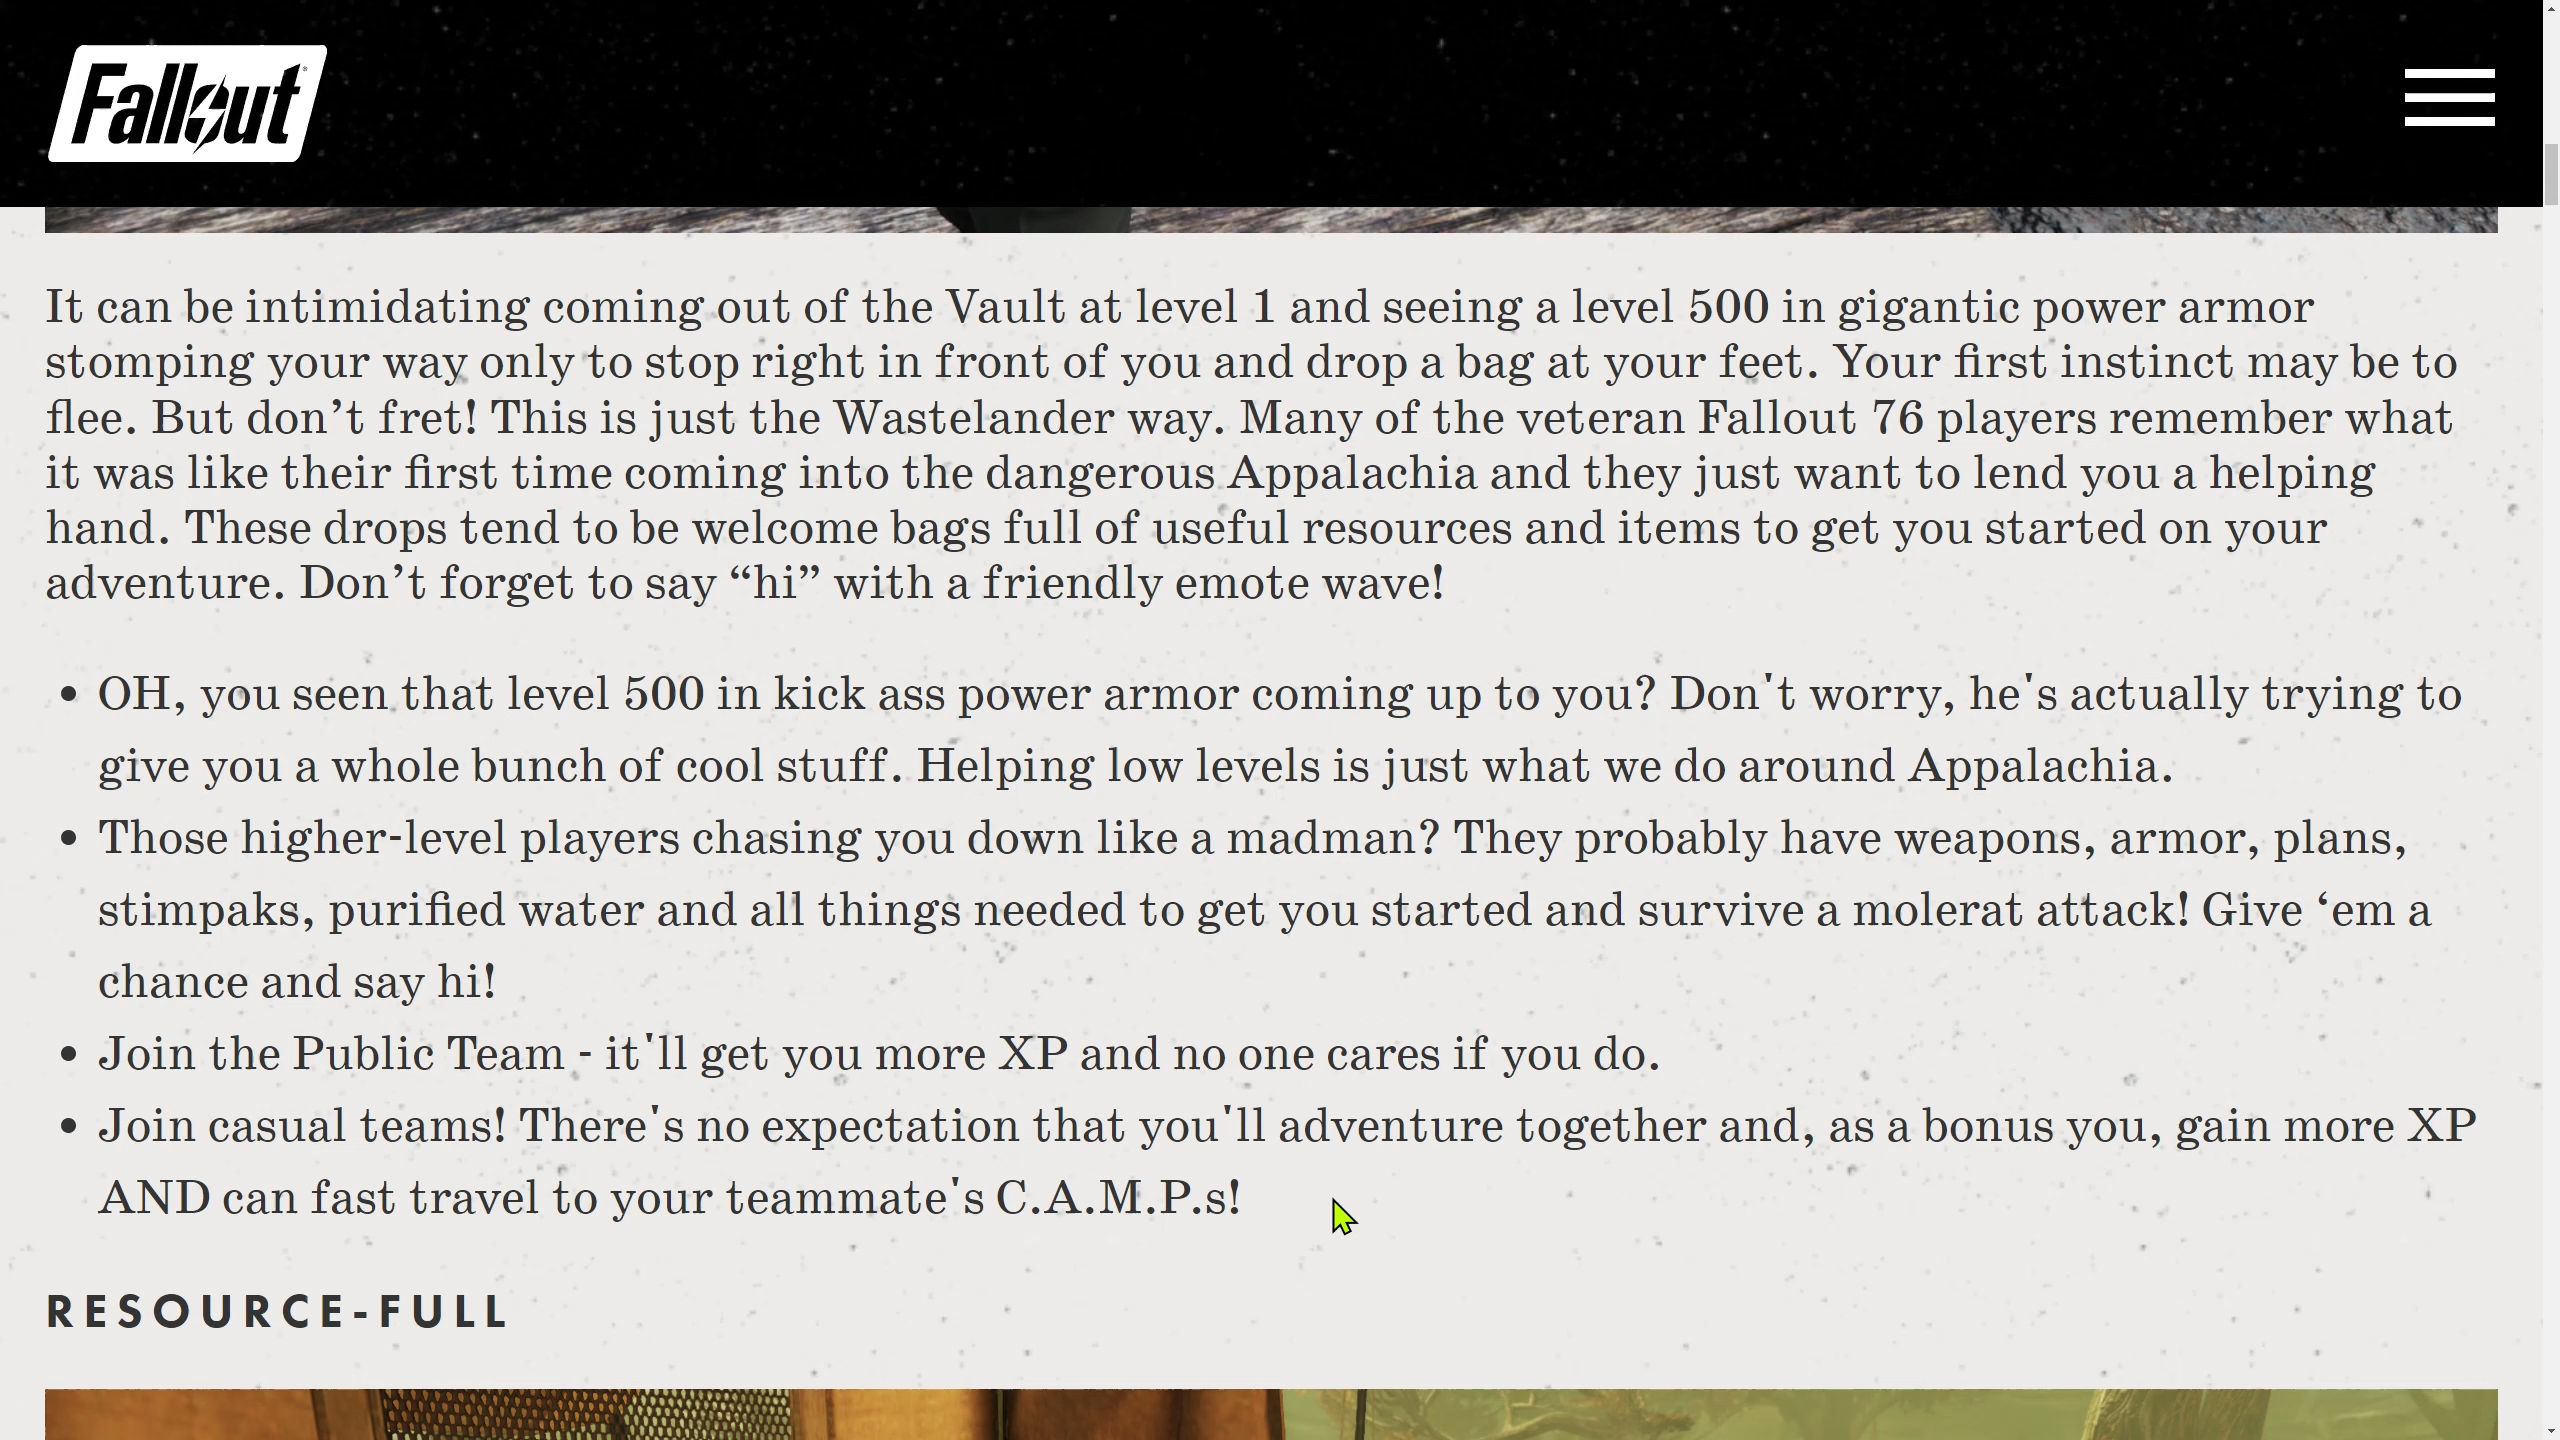 Fallout
It can be intimidating coming out of the Vault at level 1 and seeing a level 500 in gigantic power armor
stomping your way only to stop right in front of you and drop a bag at your feet. Your first instinct may be to
flee. But don’t fret! This is just the Wastelander way. Many of the veteran Fallout 76 players remember what
it was like their first time coming into the dangerous Appalachia and they just want to lend you a helping
hand. These drops tend to be welcome bags full of useful resources and items to get you started on your
adventure. Don’t forget to say “hi” with a friendly emote wave!
• OH, you seen that level 500 in kick ass power armor coming up to you? Don't worry, he's actually trying to
give you a whole bunch of cool stuff. Helping low levels is just what we do around Appalachia.
• Those higher-level players chasing you down like a madman? They probably have weapons, armor, plans,
stimpaks, purified water and all things needed to get you started and survive a molerat attack! Give ‘em a
chance and say hi!
• Join the Public Team - it'll get you more XP and no one cares if you do.
• Join casual teams! There's no expectation that you'll adventure together and, as a bonus you, gain more XP
AND can fast travel to your teammate's C.A.M.P.s!
RESOURCE-FULL